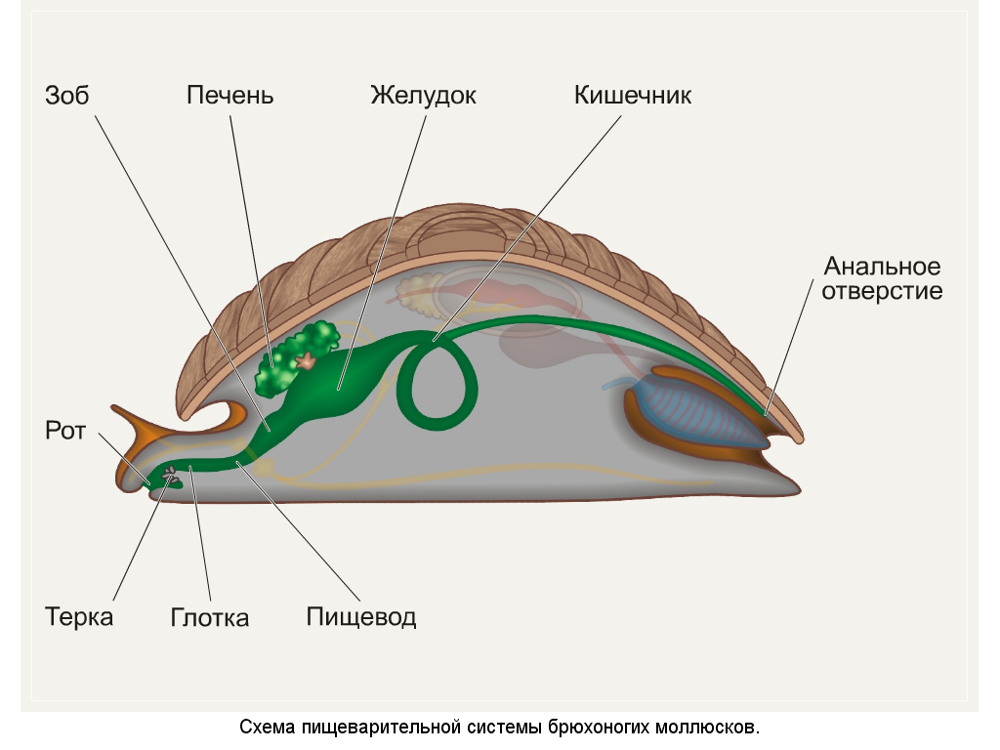 Зоб
Печень
Желудок
Кишечник
Анальное
отверстие
Рот
Терка
Глотка
Пищевод
Схема пищеварительной системы брюхоногих моллюсков.